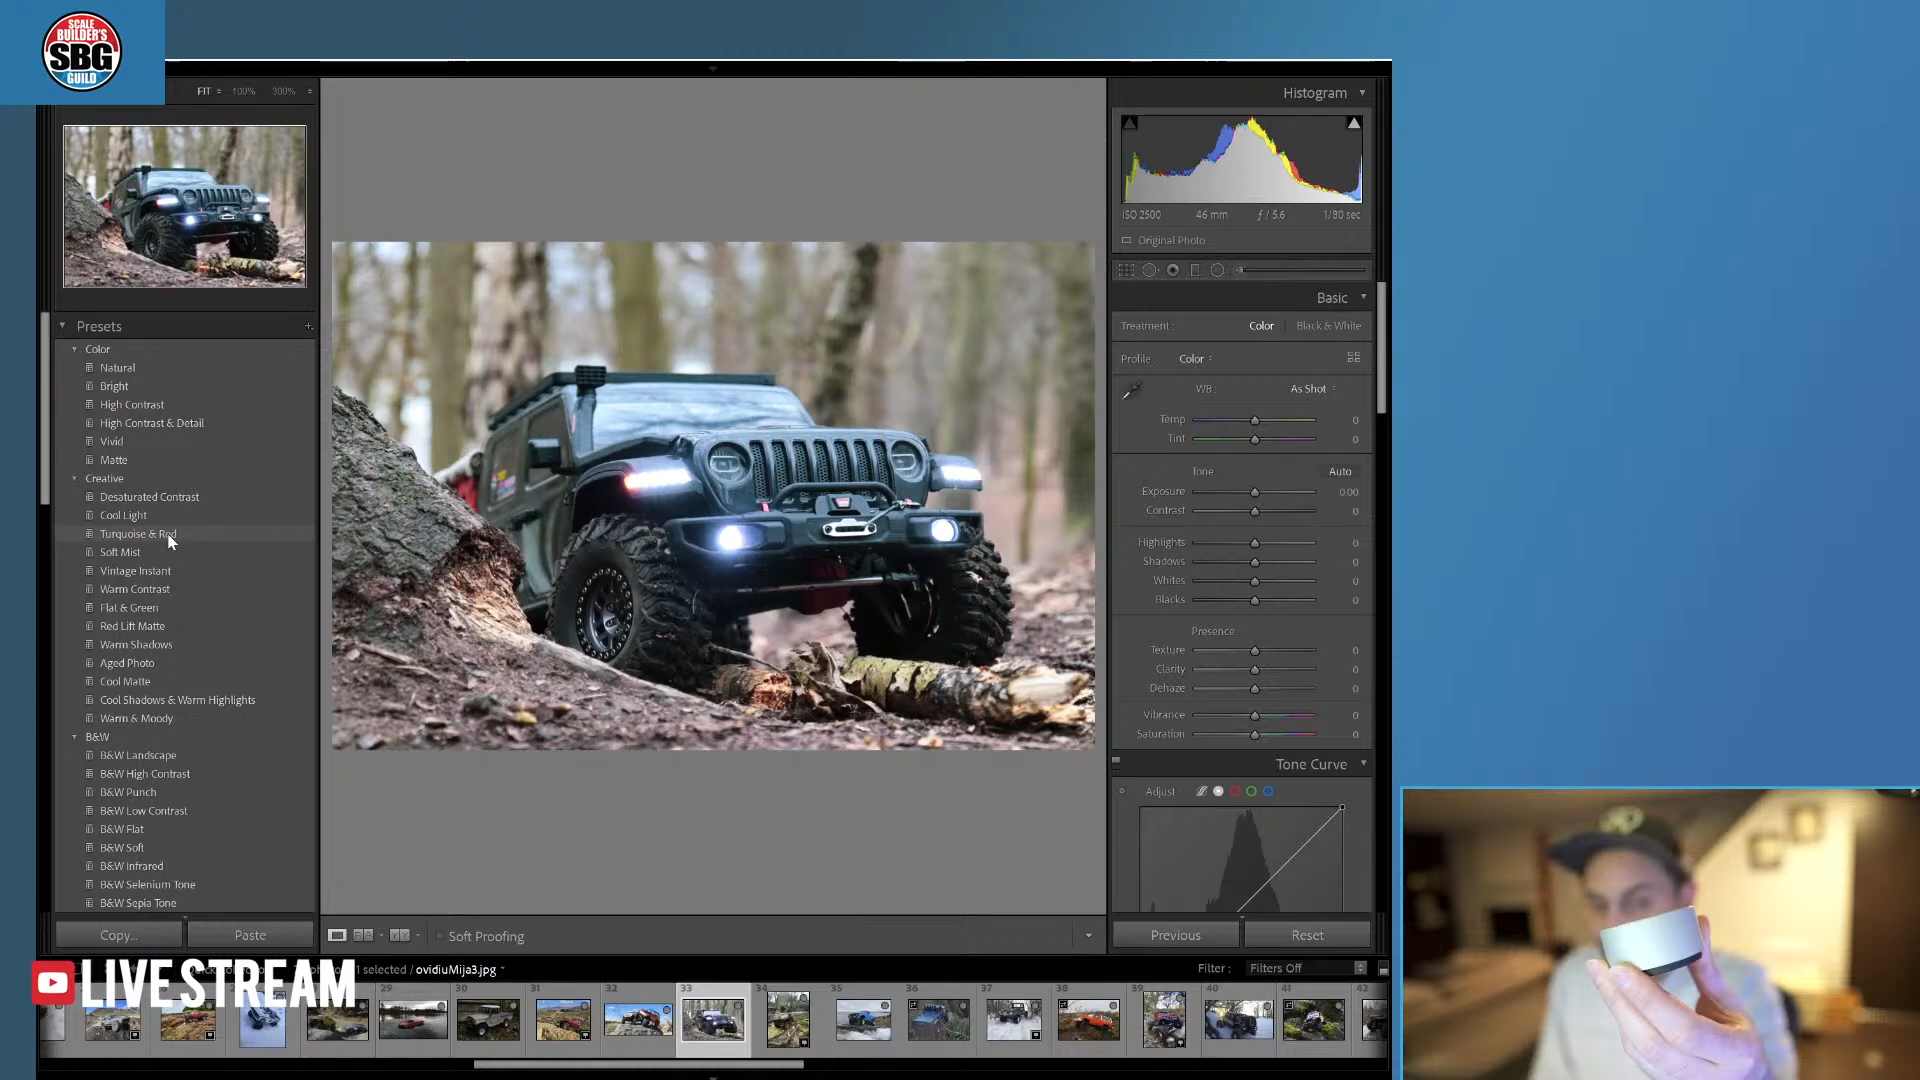 SCALE
BUILDER'S
SBG
GUILD
FIT 100% 300%
Presets
Color
Natural
Bright
High Contrast
High Contrast & Detail
Vivid
Matte
Creative
Desaturated Contrast
Cool Light
Turquoise & Red
Soft Mist
Vintage Instant
Warm Contrast
Flat & Green
Red Lift Matte
Warm Shadows
Aged Photo
Cool Matte
Cool Shadows & Warm Highlights
Warm & Moody
B&W
B&W Landscape
B&W High Contrast
B&W Punch
B&W Low Contrast
B&W Flat
B&W Soft
B&W Infrared
B&W Selenium Tone
B&W Sepia Tone
Copy... Paste
Soft Proofing
Histogram
ISO 2500 46 mm ƒ / 5.6 1/80 sec
Original Photo
Basic
Treatment : Color Black & White
Profile Color
WB : As Shot
Temp 0
Tint 0
Tone Auto
Exposure 0.00
Contrast 0
Highlights 0
Shadows 0
Whites 0
Blacks 0
Presence
Texture 0
Clarity 0
Dehaze 0
Vibrance 0
Saturation 0
Tone Curve
Adjust
Previous Reset
LIVE STREAM
1 selected / ovidiuMija3.jpg
Filter : Filters Off
29 30 31 32 33 34 35 36 37 38 39 40 41 42